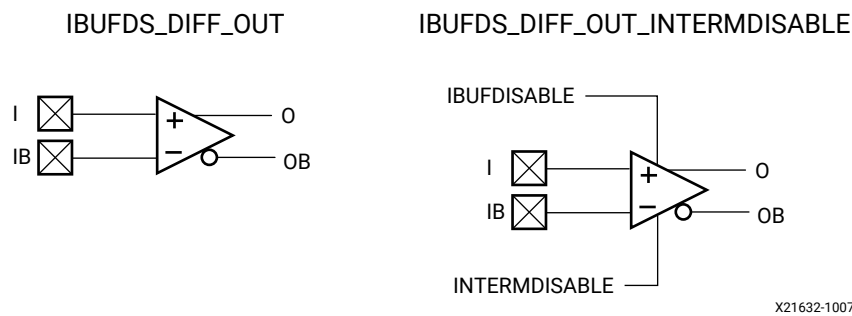 IBUFDS_DIFF_OUT
IBUFDS_DIFF_OUT_INTERMDISABLE
I
IB
+
−
O
OB
IBUFDISABLE
I
IB
+
−
O
OB
INTERMDISABLE
X21632-1007